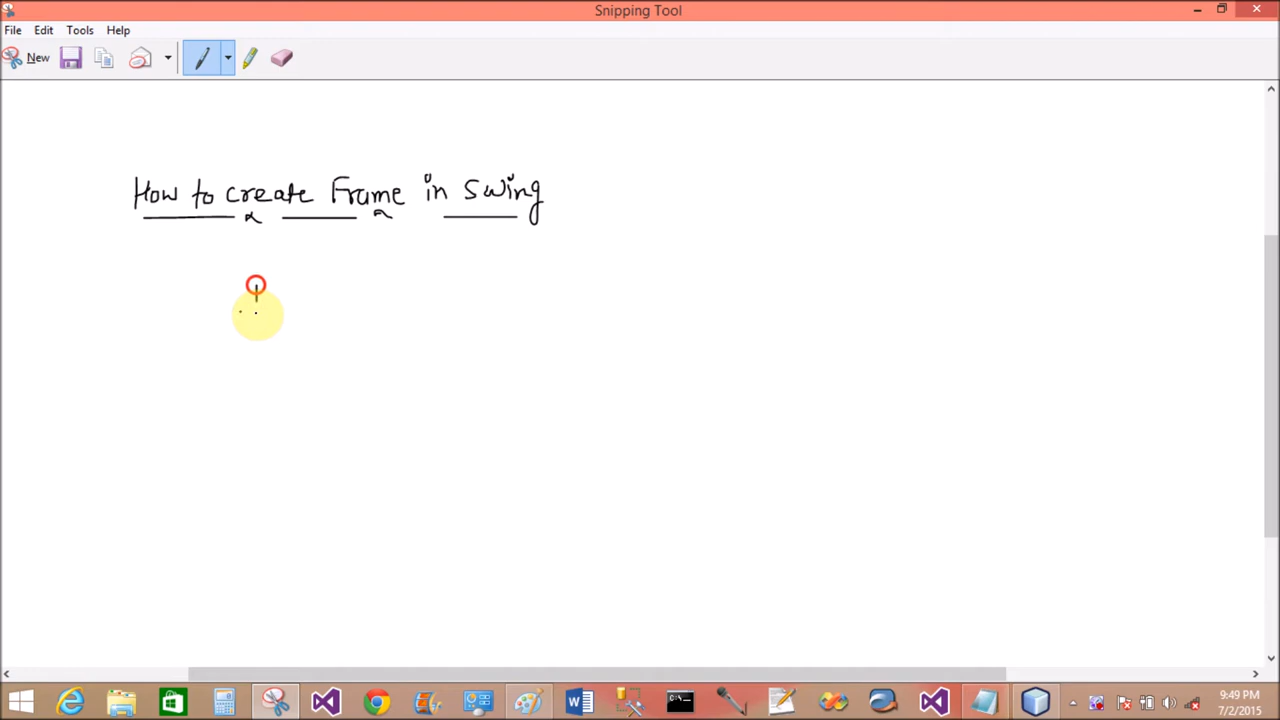 Snipping Tool
File Edit Tools Help
New
How to create Frame in Swing
9:49 PM
7/2/2015